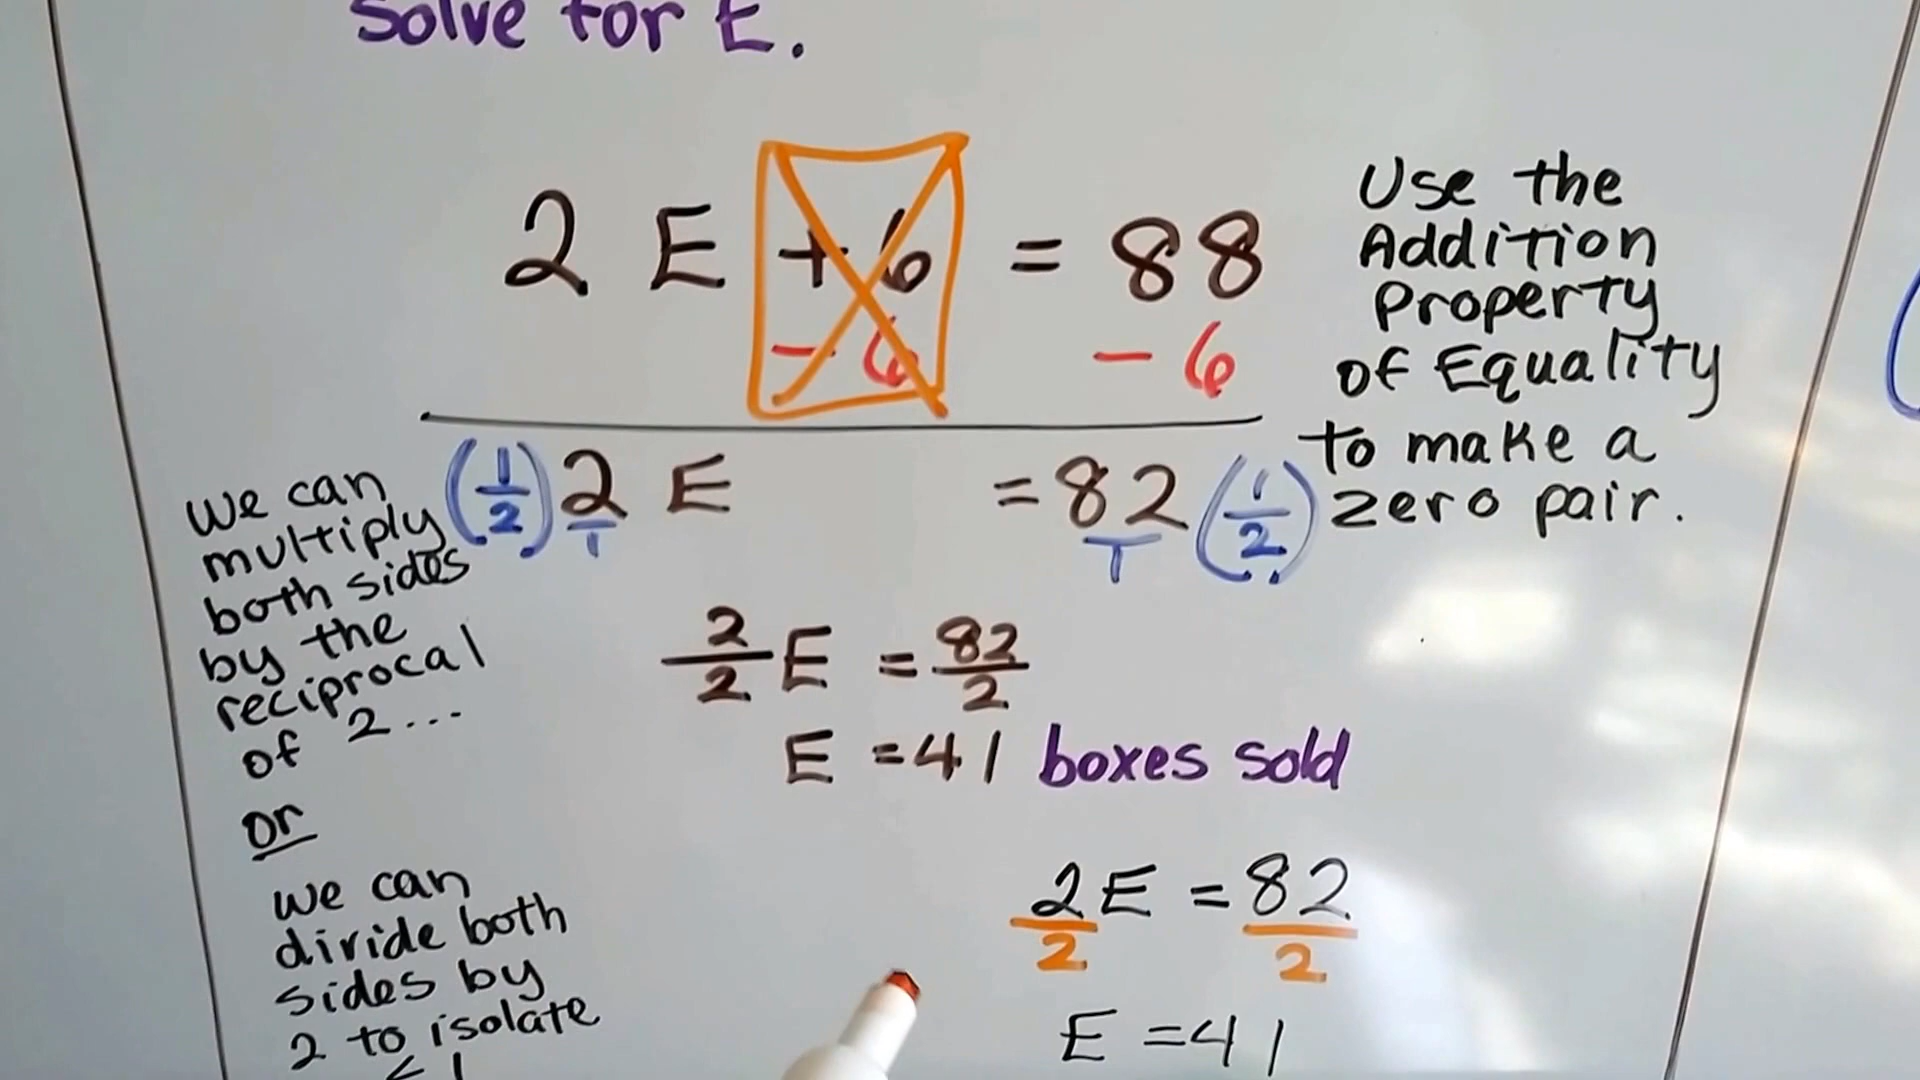 Solve for E.
2 E + 6 = 88
- 6 - 6
(1/2) 2/1 E = 82/1 (1/2)
2/2 E = 82/2
E = 41 boxes sold
2E = 82
2 2
E = 41
Use the
Addition
Property
of Equality
to make a
zero pair.
we can
multiply
both sides
by the
reciprocal
of 2...
or
we can
divide both
sides by
2 to isolate